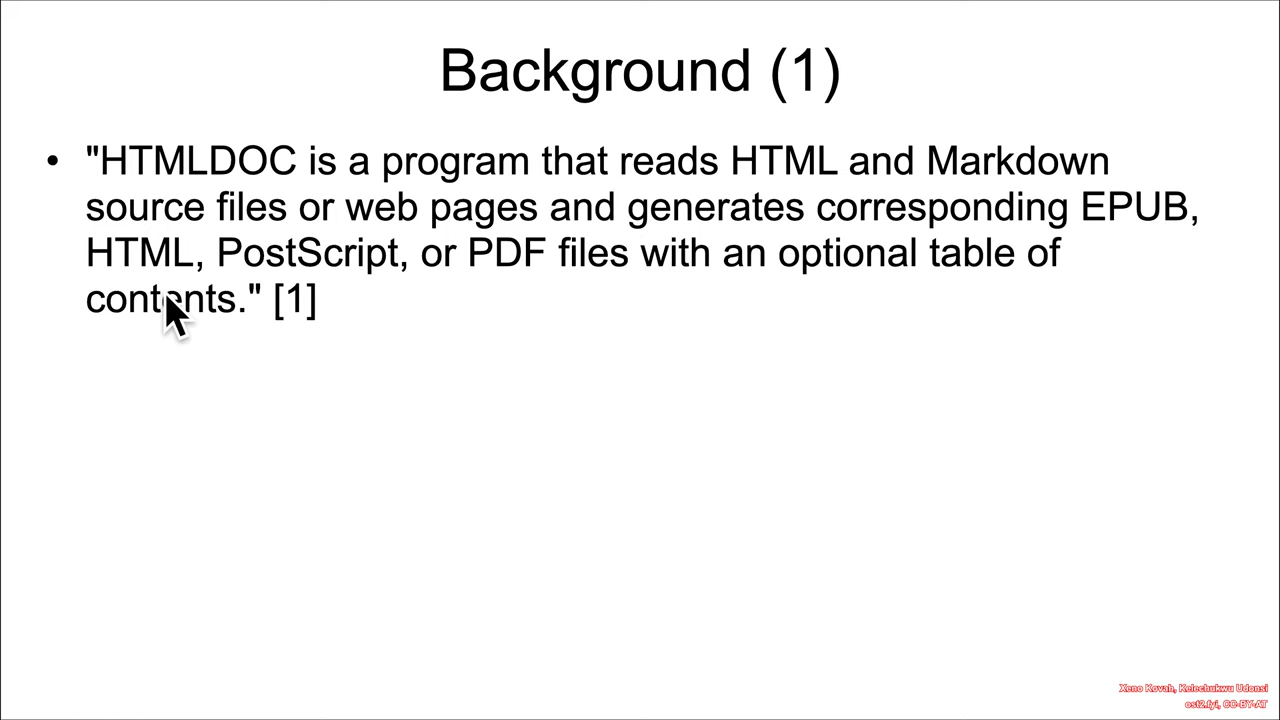 Background (1)
• "HTMLDOC is a program that reads HTML and Markdown
source files or web pages and generates corresponding EPUB,
HTML, PostScript, or PDF files with an optional table of
contents." [1]
Xeno Kovah, Kelechukwu Udonsi
ost2.fyi, CC-BY-AT